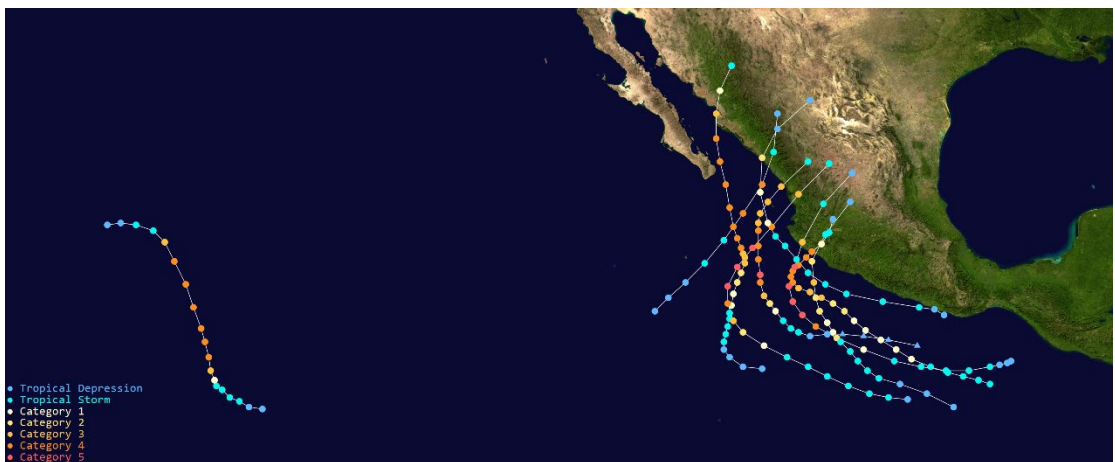 Tropical Depression
Tropical Storm
Category 1
Category 2
Category 3
Category 4
Category 5